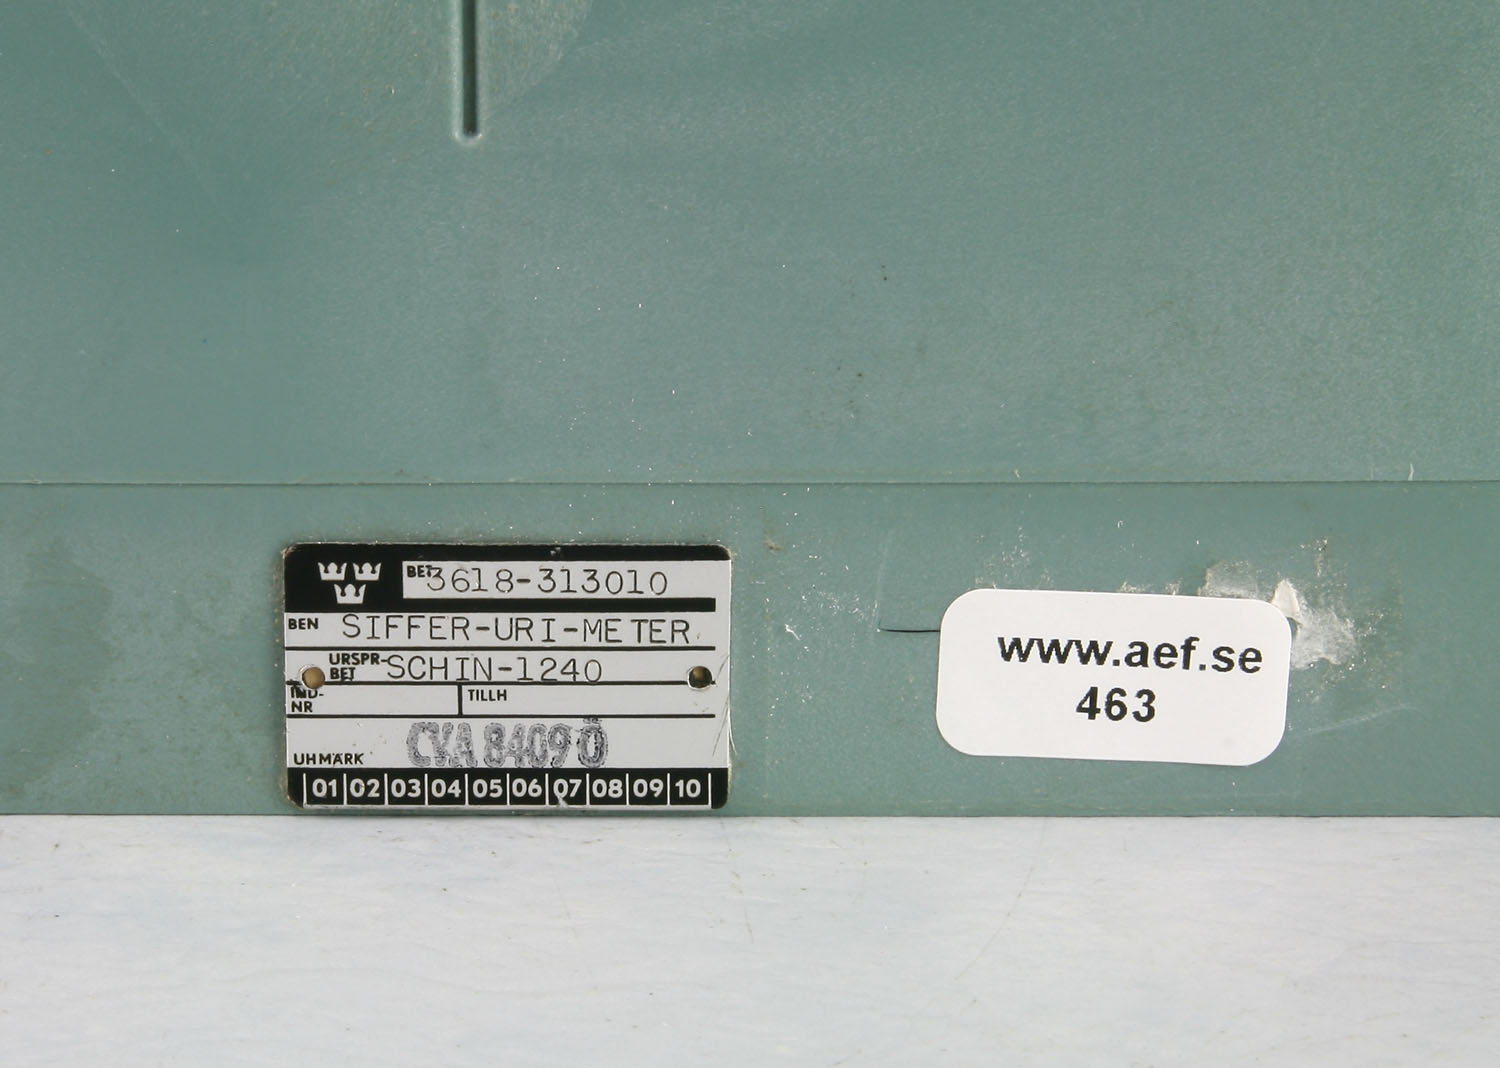 BET 3618-313010
BEN SIFFER-URI-METER
URSPR-BET SCHIN-1240
IND-NR TILLH
UHMÄRK CVA 8409 Ö
01 02 03 04 05 06 07 08 09 10
www.aef.se
463